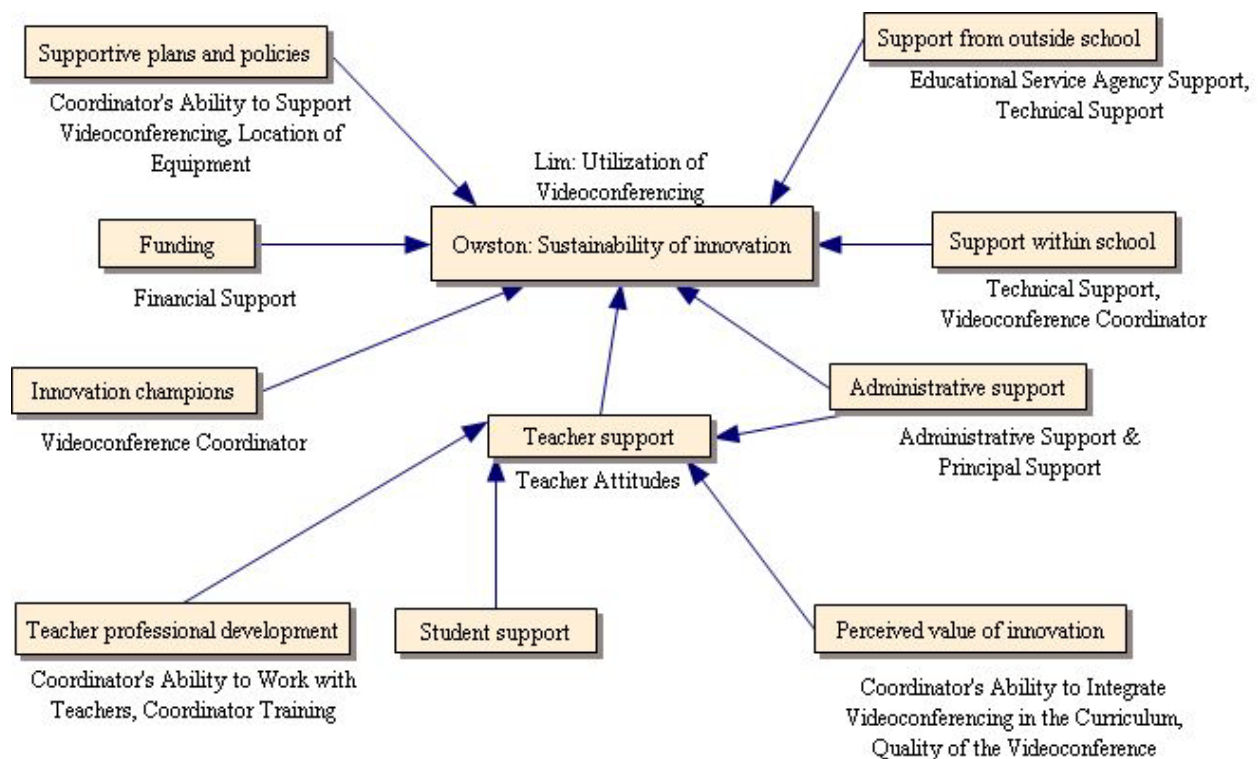 Supportive plans and policies
Coordinator's Ability to Support
Videoconferencing, Location of
Equipment
Support from outside school
Educational Service Agency Support,
Technical Support
Lim: Utilization of
Videoconferencing
Owston: Sustainability of innovation
Funding
Financial Support
Support within school
Technical Support,
Videoconference Coordinator
Innovation champions
Videoconference Coordinator
Teacher support
Teacher Attitudes
Administrative support
Administrative Support &
Principal Support
Teacher professional development
Coordinator's Ability to Work with
Teachers, Coordinator Training
Student support
Perceived value of innovation
Coordinator's Ability to Integrate
Videoconferencing in the Curriculum,
Quality of the Videoconference